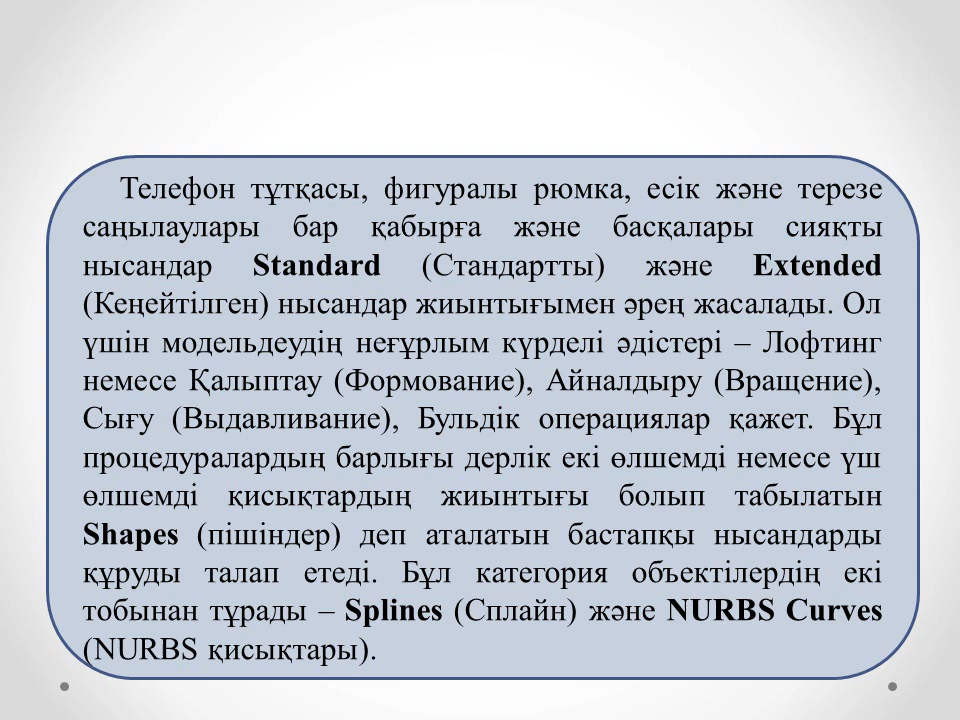 Телефон тұтқасы, фигуралы рюмка, есік және терезе
саңылаулары бар қабырға және басқалары сияқты
нысандар Standard (Стандартты) және Extended
(Кеңейтілген) нысандар жиынтығымен әрең жасалады. Ол
үшін модельдеудің неғұрлым күрделі әдістері – Лофтинг
немесе Қалыптау (Формование), Айналдыру (Вращение),
Сығу (Выдавливание), Бульдік операциялар қажет. Бұл
процедуралардың барлығы дерлік екі өлшемді немесе үш
өлшемді қисықтардың жиынтығы болып табылатын
Shapes (пішіндер) деп аталатын бастапқы нысандарды
құруды талап етеді. Бұл категория объектілердің екі
тобынан тұрады – Splines (Сплайн) және NURBS Curves
(NURBS қисықтары).